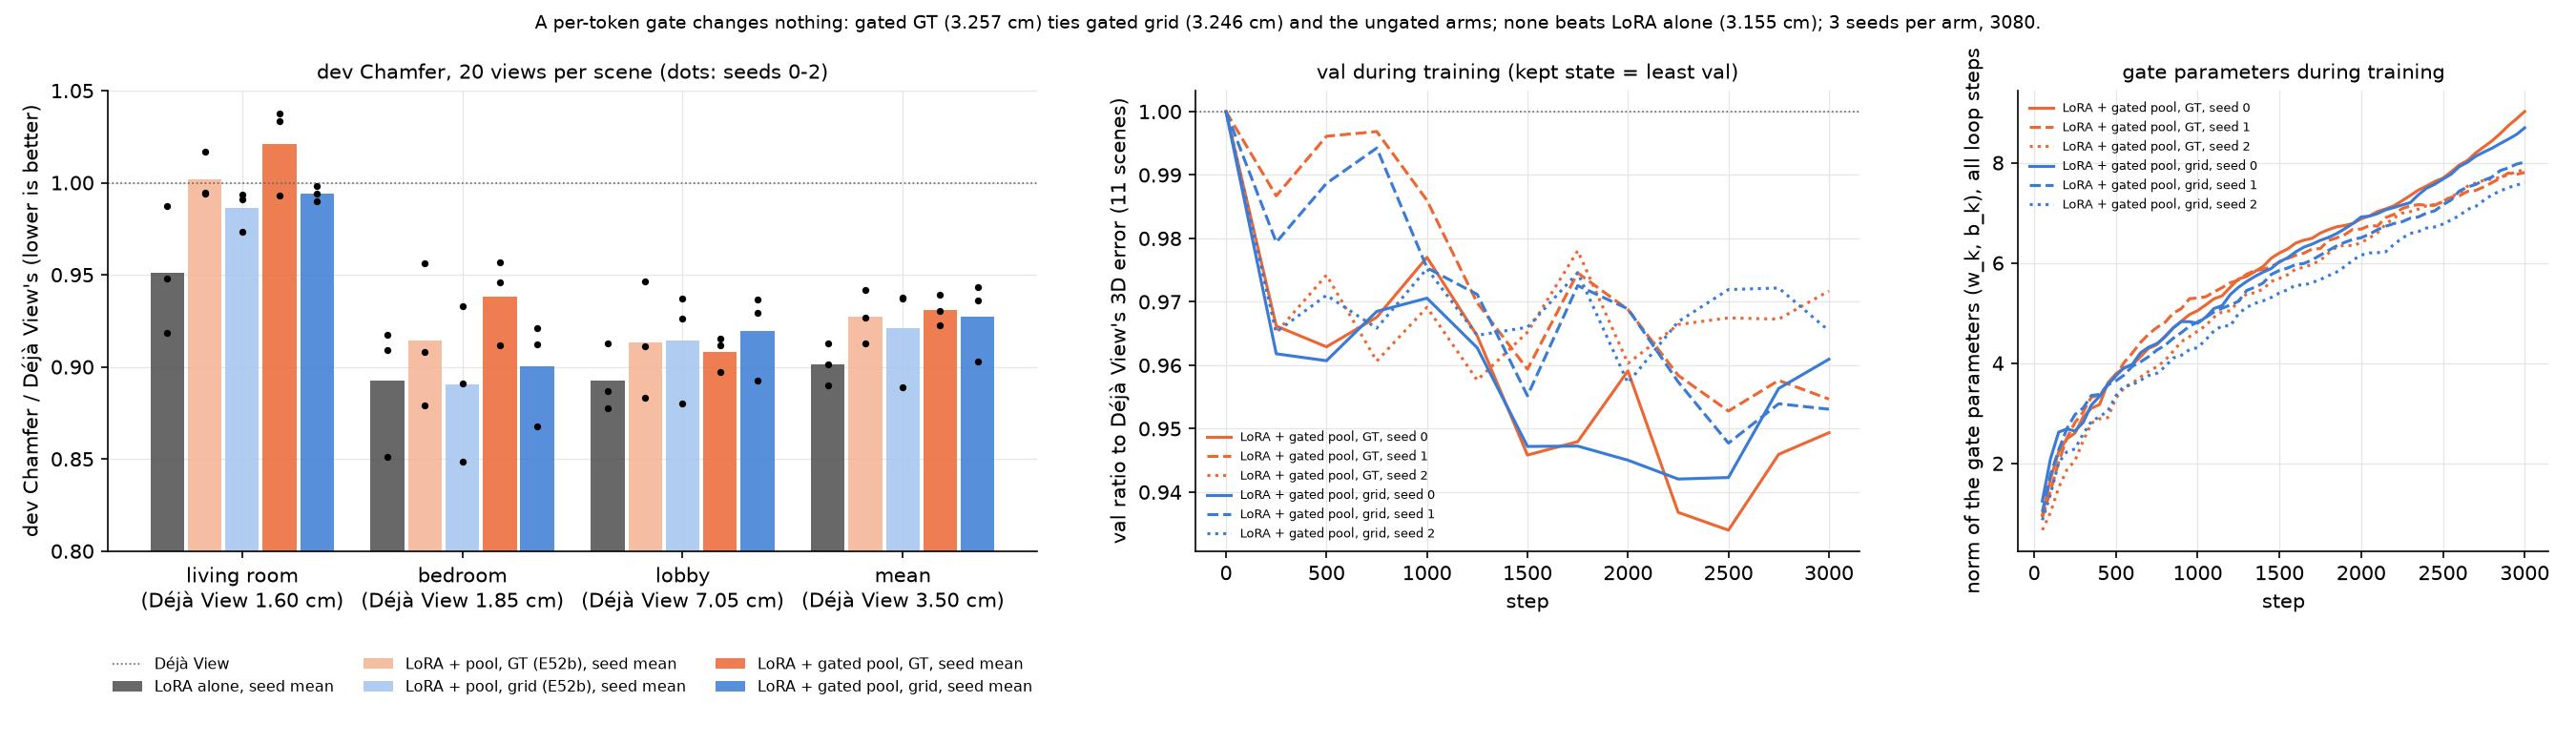 A per-token gate changes nothing: gated GT (3.257 cm) ties gated grid (3.246 cm) and the ungated arms; none beats LoRA alone (3.155 cm); 3 seeds per arm, 3080.
dev Chamfer, 20 views per scene (dots: seeds 0-2)
dev Chamfer / Déjà View's (lower is better)
1.05
1.00
0.95
0.90
0.85
0.80
living room
(Déjà View 1.60 cm)
bedroom
(Déjà View 1.85 cm)
lobby
(Déjà View 7.05 cm)
mean
(Déjà View 3.50 cm)
Déjà View
LoRA alone, seed mean
LoRA + pool, GT (E52b), seed mean
LoRA + pool, grid (E52b), seed mean
LoRA + gated pool, GT, seed mean
LoRA + gated pool, grid, seed mean
val during training (kept state = least val)
val ratio to Déjà View's 3D error (11 scenes)
1.00
0.99
0.98
0.97
0.96
0.95
0.94
LoRA + gated pool, GT, seed 0
LoRA + gated pool, GT, seed 1
LoRA + gated pool, GT, seed 2
LoRA + gated pool, grid, seed 0
LoRA + gated pool, grid, seed 1
LoRA + gated pool, grid, seed 2
0 500 1000 1500 2000 2500 3000
step
gate parameters during training
norm of the gate parameters (w_k, b_k), all loop steps
8
6
4
2
LoRA + gated pool, GT, seed 0
LoRA + gated pool, GT, seed 1
LoRA + gated pool, GT, seed 2
LoRA + gated pool, grid, seed 0
LoRA + gated pool, grid, seed 1
LoRA + gated pool, grid, seed 2
0 500 1000 1500 2000 2500 3000
step